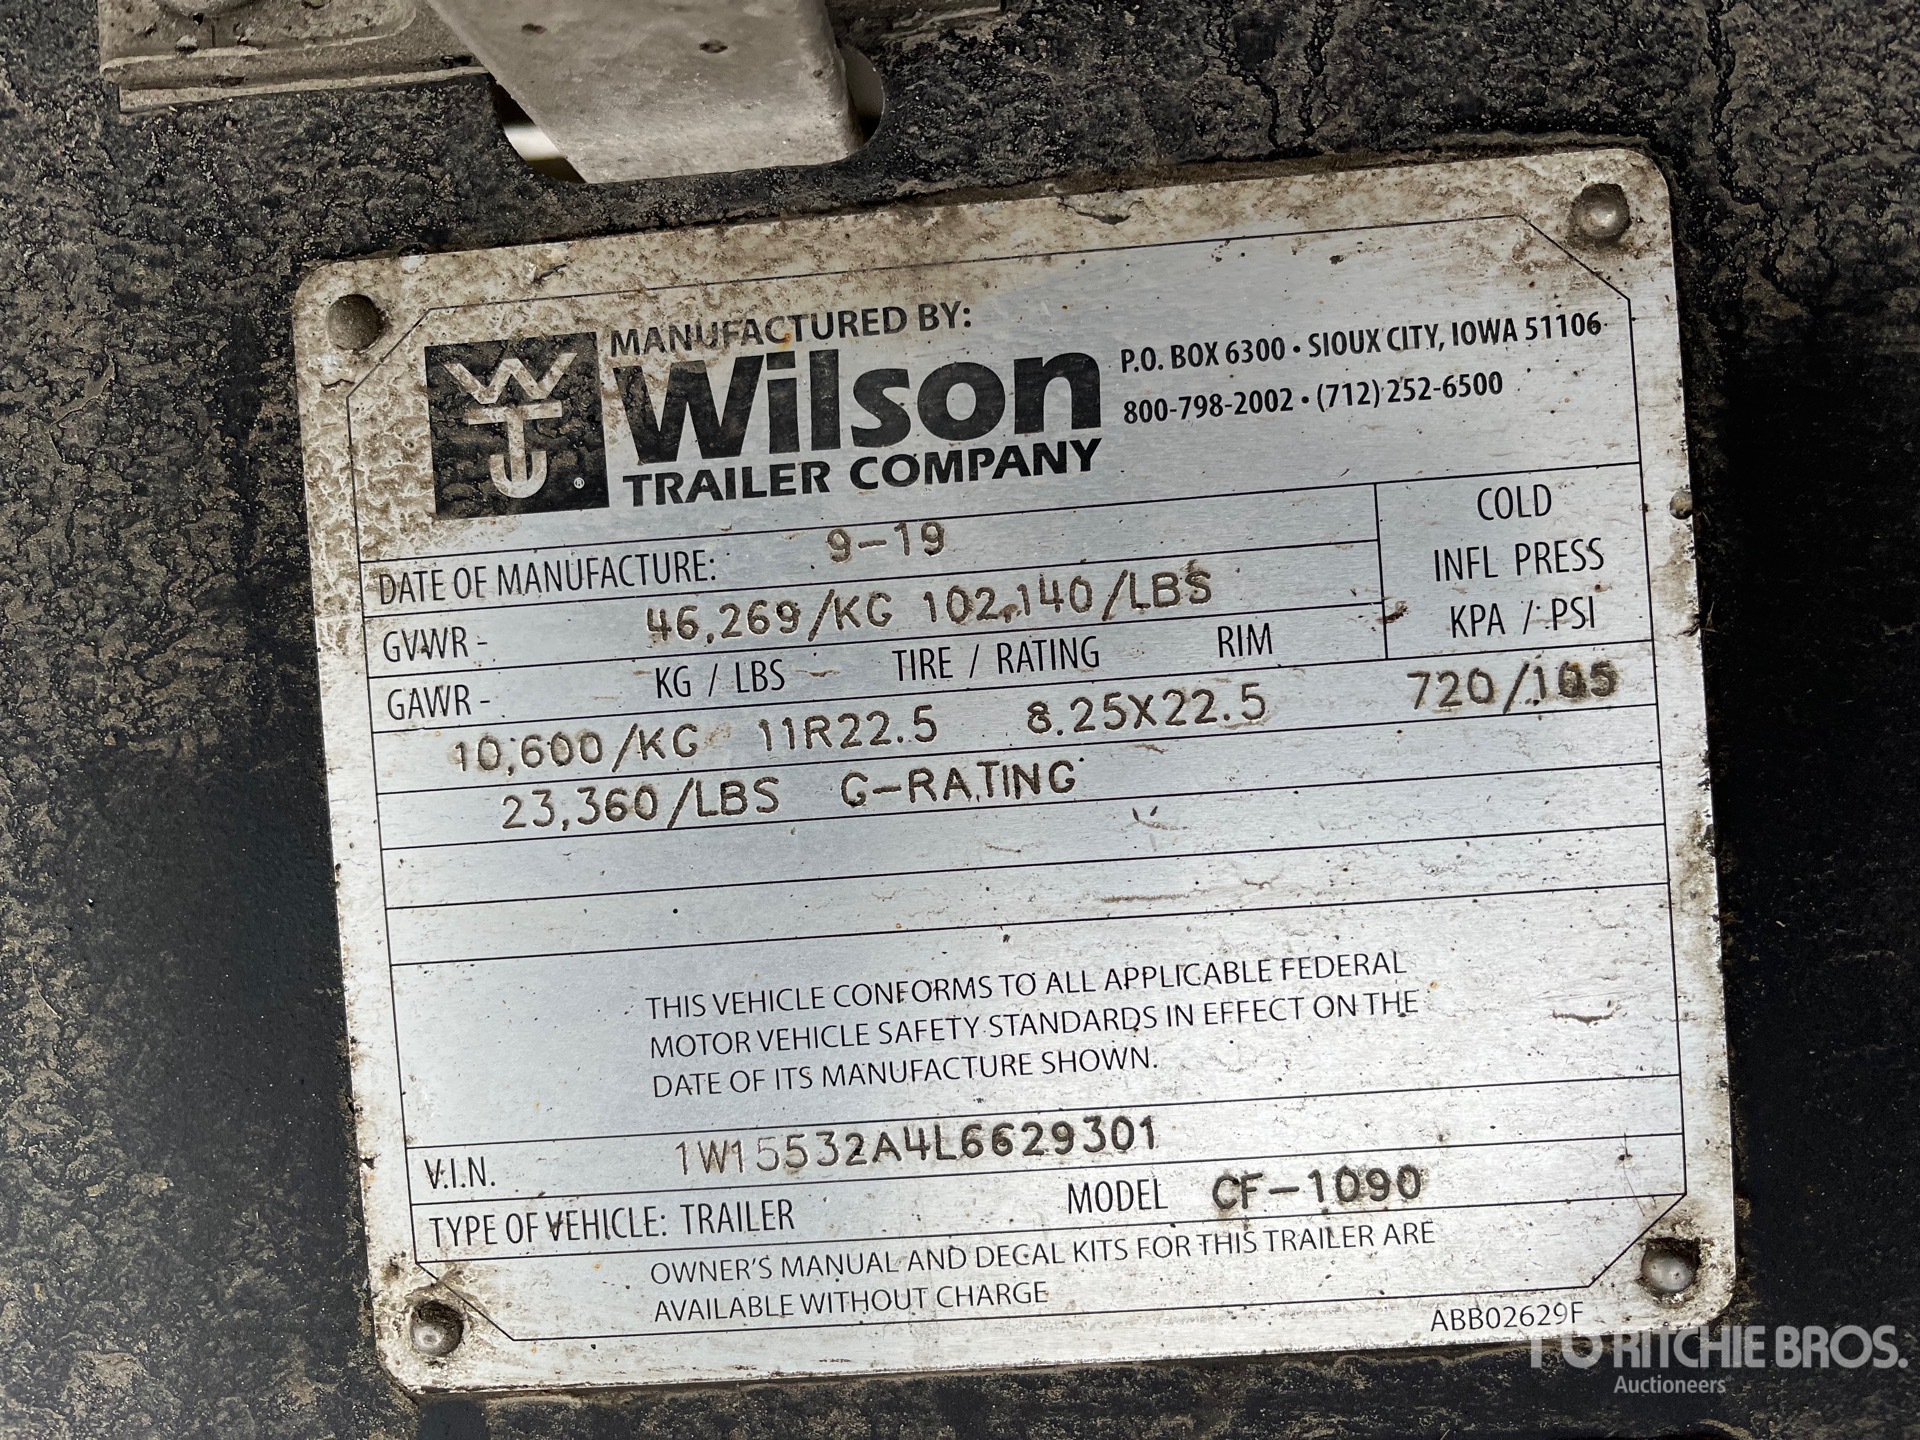 MANUFACTURED BY:
WTC ®
Wilson
TRAILER COMPANY
P.O. BOX 6300 • SIOUX CITY, IOWA 51106
800-798-2002 • (712) 252-6500
DATE OF MANUFACTURE: 9-19
COLD
INFL PRESS
KPA / PSI
GVWR - 46,269/KG 102,140/LBS
GAWR - KG / LBS TIRE / RATING RIM
10,600/KG 11R22.5 8.25X22.5 720/105
23,360/LBS G-RATING
THIS VEHICLE CONFORMS TO ALL APPLICABLE FEDERAL
MOTOR VEHICLE SAFETY STANDARDS IN EFFECT ON THE
DATE OF ITS MANUFACTURE SHOWN.
V.I.N. 1W15532A4L6629301
TYPE OF VEHICLE: TRAILER MODEL CF-1090
OWNER'S MANUAL AND DECAL KITS FOR THIS TRAILER ARE
AVAILABLE WITHOUT CHARGE
ABB02629F
RITCHIE BROS.
Auctioneers